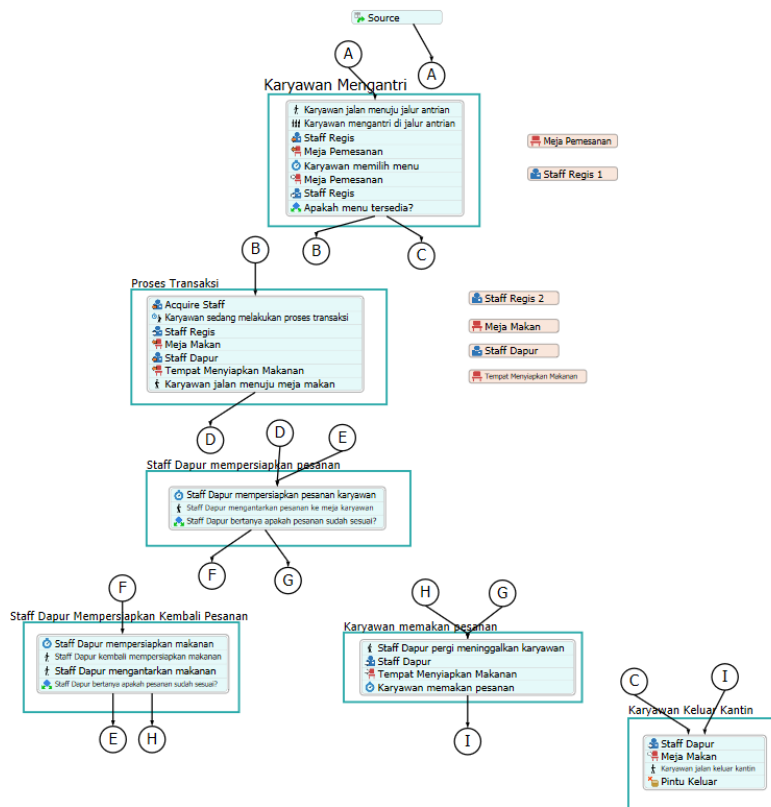 Source
A
A
Karyawan Mengantri
Karyawan jalan menuju jalur antrian
Karyawan mengantri di jalur antrian
Staff Regis
Meja Pemesanan
Karyawan memilih menu
Meja Pemesanan
Staff Regis
Apakah menu tersedia?
Meja Pemesanan
Staff Regis 1
B
B
C
Proses Transaksi
Acquire Staff
Karyawan sedang melakukan proses transaksi
Staff Regis
Meja Makan
Staff Dapur
Tempat Menyiapkan Makanan
Karyawan jalan menuju meja makan
Staff Regis 2
Meja Makan
Staff Dapur
Tempat Menyiapkan Makanan
D
D
E
Staff Dapur mempersiapkan pesanan
Staff Dapur mempersiapkan pesanan karyawan
Staff Dapur mengantarkan pesanan ke meja karyawan
Staff Dapur bertanya apakah pesanan sudah sesuai?
F
G
F
Staff Dapur Mempersiapkan Kembali Pesanan
Staff Dapur mempersiapkan makanan
Staff Dapur kembali mempersiapkan makanan
Staff Dapur mengantarkan makanan
Staff Dapur bertanya apakah pesanan sudah sesuai?
E
H
H
G
Karyawan memakan pesanan
Staff Dapur pergi meninggalkan karyawan
Staff Dapur
Tempat Menyiapkan Makanan
Karyawan memakan pesanan
I
C
I
Karyawan Keluar Kantin
Staff Dapur
Meja Makan
Karyawan jalan keluar kantin
Pintu Keluar